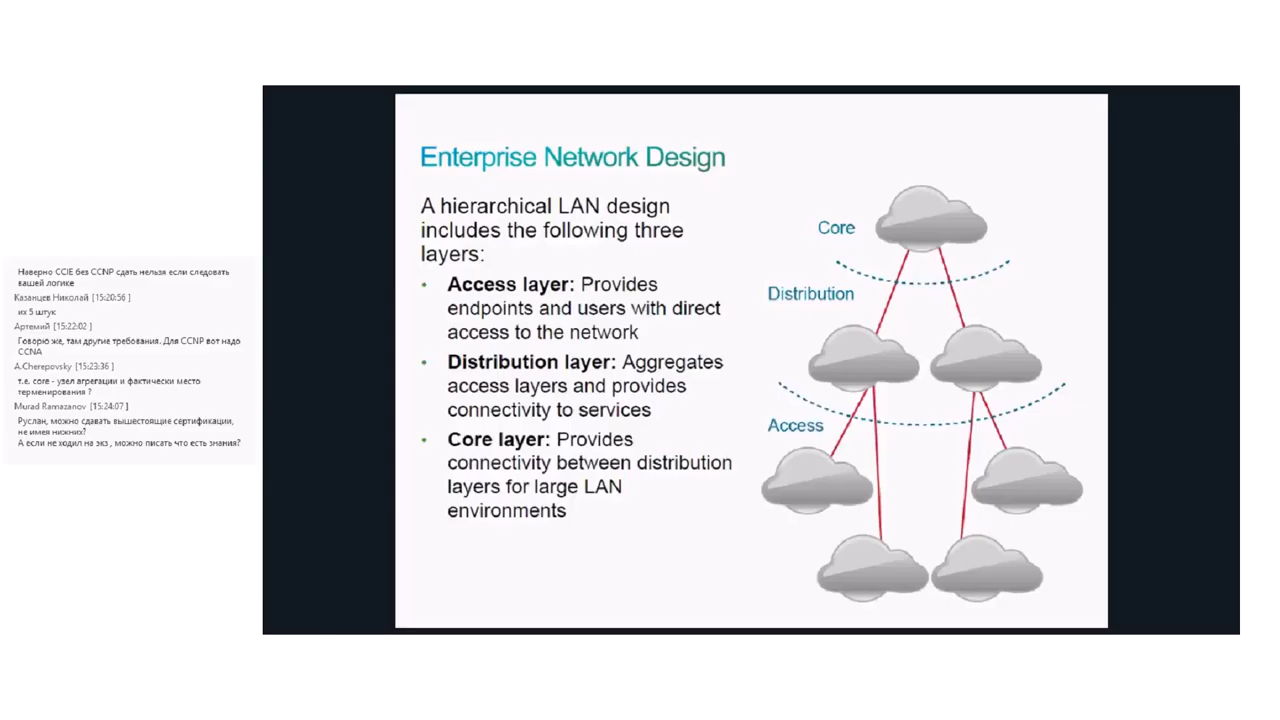 Наверно CCIE без CCNP сдать нельзя если следовать
вашей логике
Казанцев Николай [15:20:56 ]
их 5 штук
Артемий [15:22:02 ]
Говорю же, там другие требования. Для CCNP вот надо
CCNA
A.Cherepovsky [15:23:36 ]
т.е. core - узел агрегации и фактически место
терменирования ?
Murad Ramazanov [15:24:07 ]
Руслан, можно сдавать вышестоящие сертификации,
не имея нижних?
А если не ходил на экз , можно писать что есть знания?
Enterprise Network Design
A hierarchical LAN design
includes the following three
layers:
• Access layer: Provides
endpoints and users with direct
access to the network
• Distribution layer: Aggregates
access layers and provides
connectivity to services
• Core layer: Provides
connectivity between distribution
layers for large LAN
environments
Core
Distribution
Access